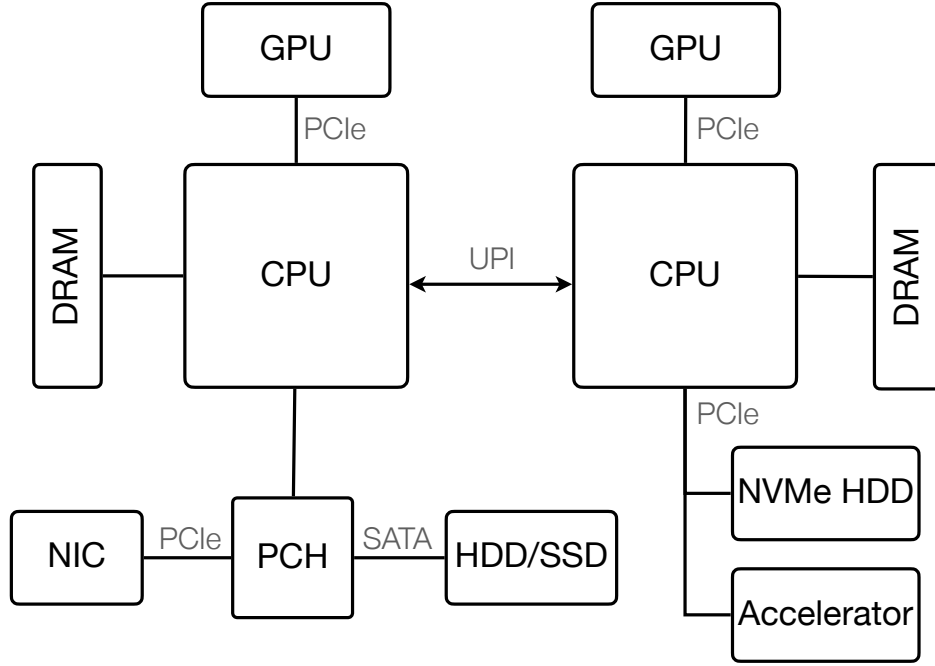 GPU
GPU
PCIe
PCIe
DRAM
CPU
UPI
CPU
DRAM
PCIe
NVMe HDD
NIC
PCIe
PCH
SATA
HDD/SSD
Accelerator